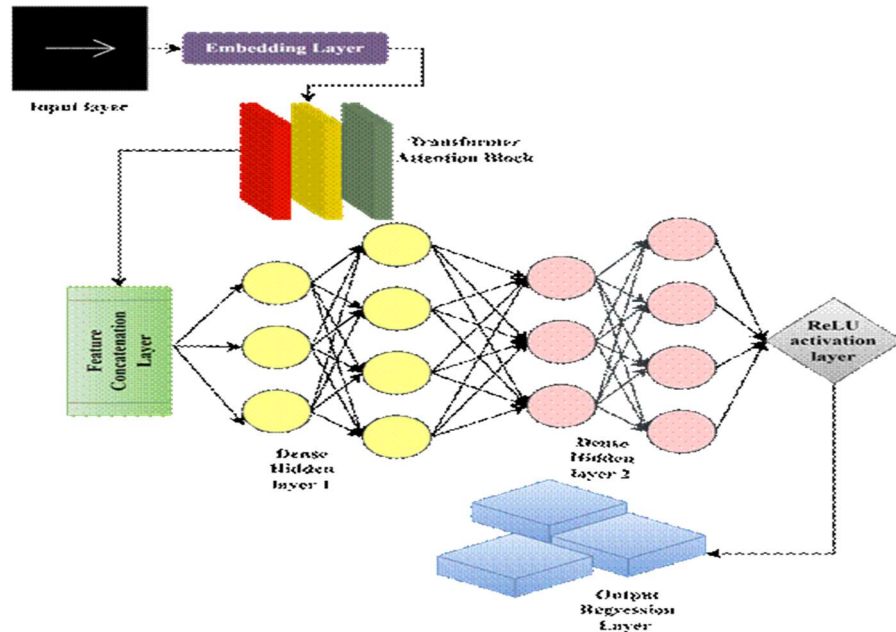 Embedding Layer
Input layer
Transformer
Attention Block
Feature
Concatenation
Layer
ReLU
activation
layer
Dense
Hidden
layer 1
Dense
Hidden
layer 2
Output
Regression
Layer